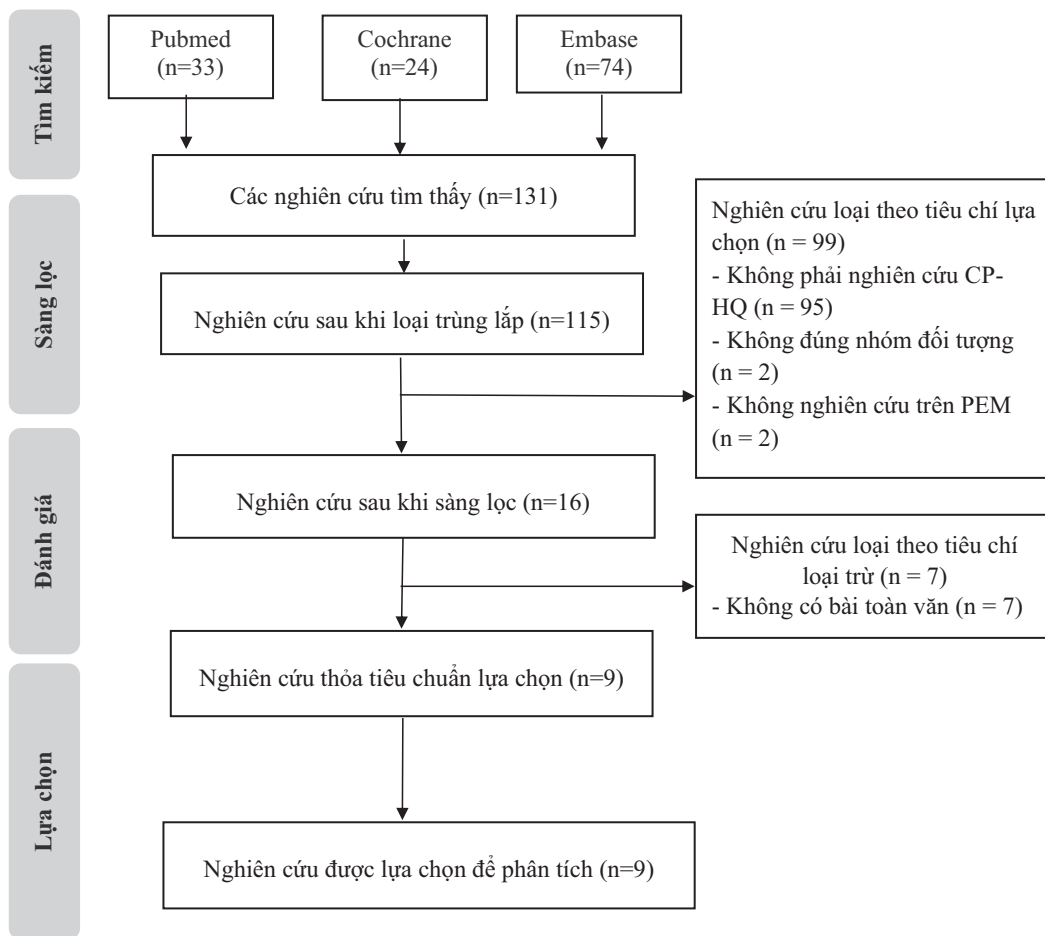 Tìm kiếm
Pubmed
(n=33)
Cochrane
(n=24)
Embase
(n=74)
Các nghiên cứu tìm thấy (n=131)
Sàng lọc
Nghiên cứu sau khi loại trùng lắp (n=115)
Nghiên cứu loại theo tiêu chí lựa
chọn (n = 99)
- Không phải nghiên cứu CP-
HQ (n = 95)
- Không đúng nhóm đối tượng
(n = 2)
- Không nghiên cứu trên PEM
(n = 2)
Đánh giá
Nghiên cứu sau khi sàng lọc (n=16)
Nghiên cứu loại theo tiêu chí
loại trừ (n = 7)
- Không có bài toàn văn (n = 7)
Nghiên cứu thỏa tiêu chuẩn lựa chọn (n=9)
Lựa chọn
Nghiên cứu được lựa chọn để phân tích (n=9)